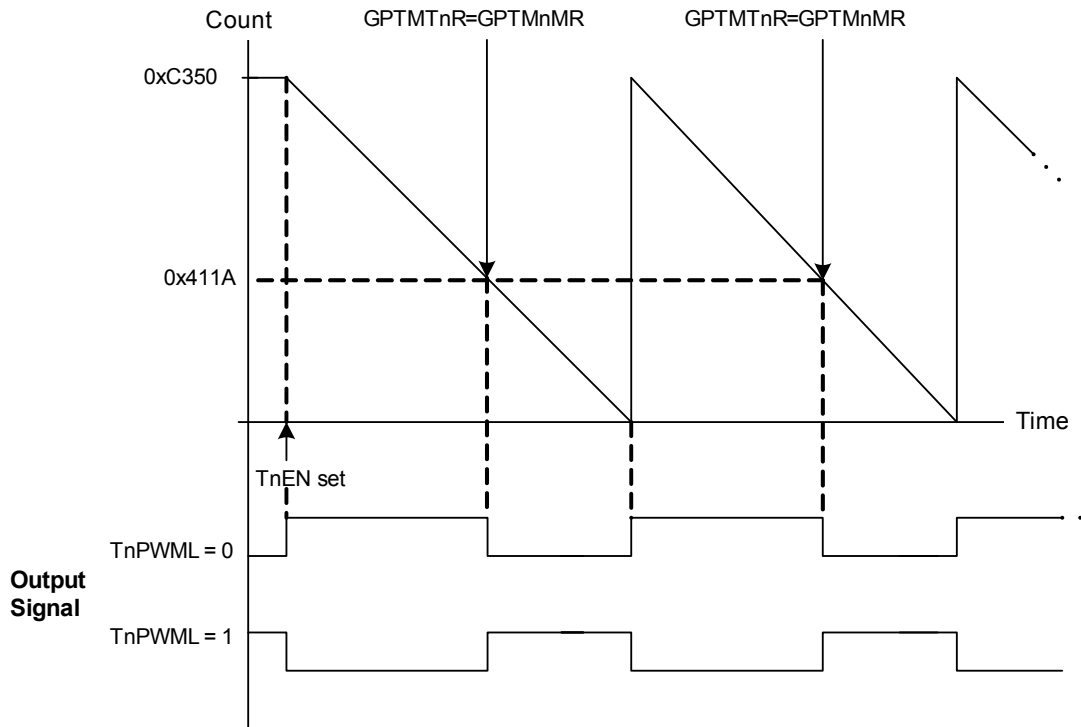 Count
GPTMTnR=GPTMnMR
GPTMTnR=GPTMnMR
0xC350
0x411A
Time
TnEN set
TnPWML = 0
Output
Signal
TnPWML = 1